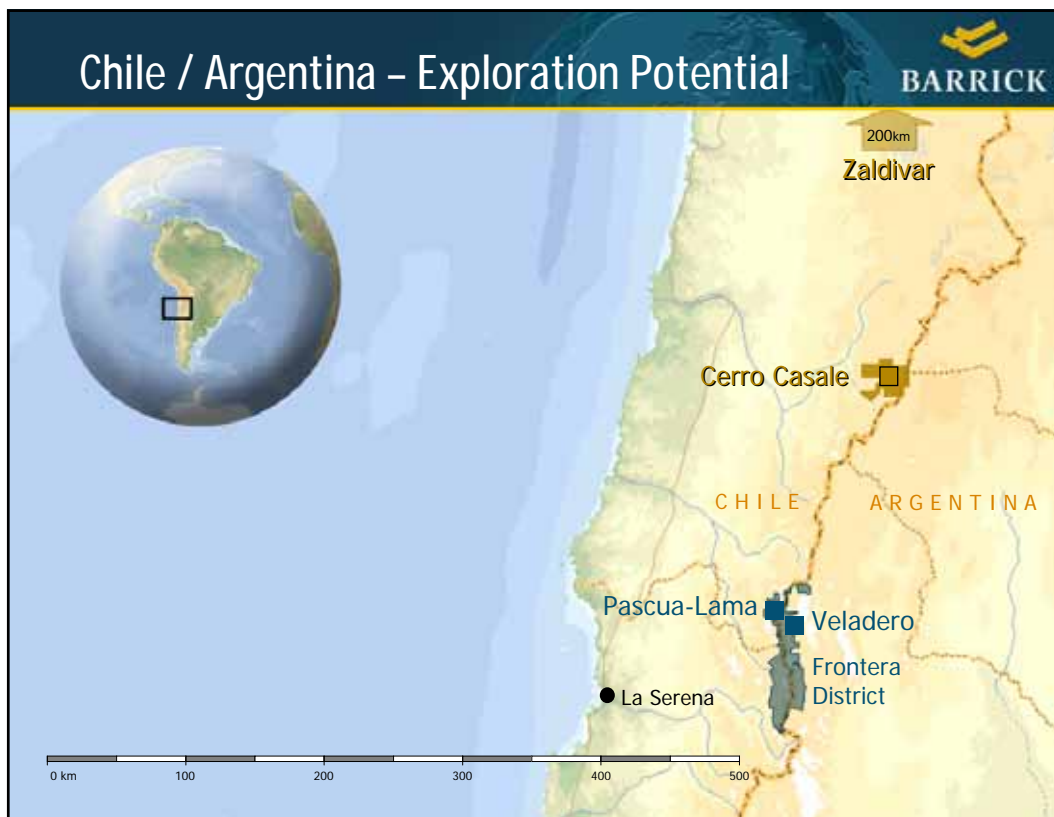 Chile / Argentina – Exploration Potential
BARRICK
200km
Zaldivar
Cerro Casale
CHILE
ARGENTINA
Pascua-Lama
Veladero
Frontera
District
La Serena
0 km 100 200 300 400 500